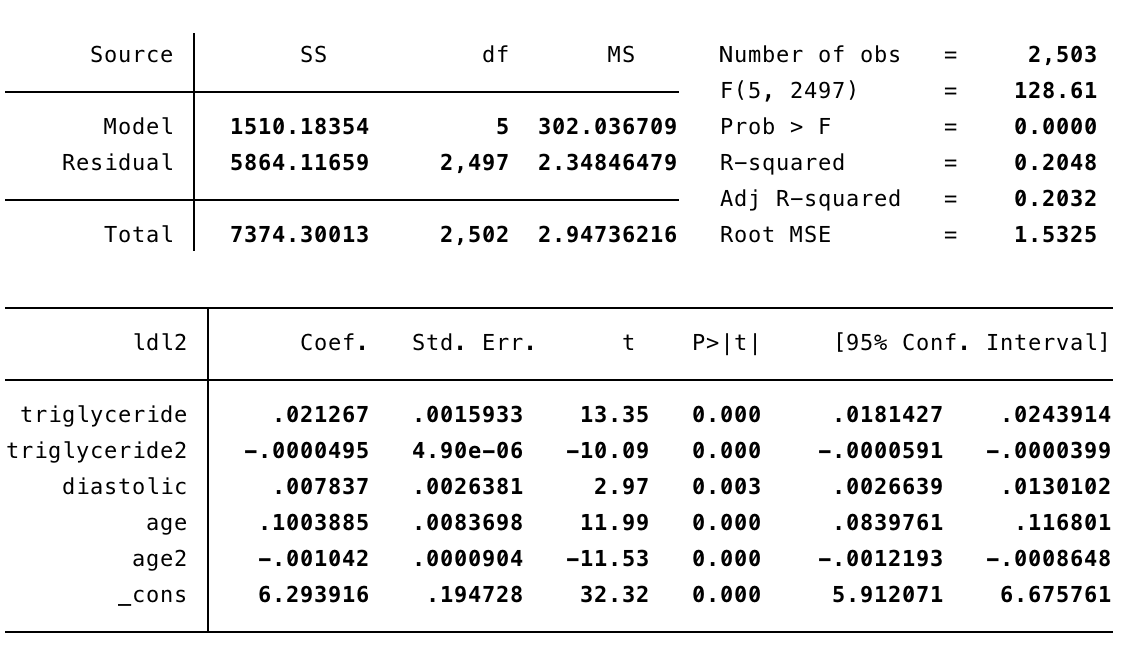 Source SS df MS Number of obs = 2,503
F(5, 2497) = 128.61
Model 1510.18354 5 302.036709 Prob > F = 0.0000
Residual 5864.11659 2,497 2.34846479 R-squared = 0.2048
Adj R-squared = 0.2032
Total 7374.30013 2,502 2.94736216 Root MSE = 1.5325
ldl2 Coef. Std. Err. t P>|t| [95% Conf. Interval]
triglyceride .021267 .0015933 13.35 0.000 .0181427 .0243914
triglyceride2 -.0000495 4.90e-06 -10.09 0.000 -.0000591 -.0000399
diastolic .007837 .0026381 2.97 0.003 .0026639 .0130102
age .1003885 .0083698 11.99 0.000 .0839761 .116801
age2 -.001042 .0000904 -11.53 0.000 -.0012193 -.0008648
_cons 6.293916 .194728 32.32 0.000 5.912071 6.675761